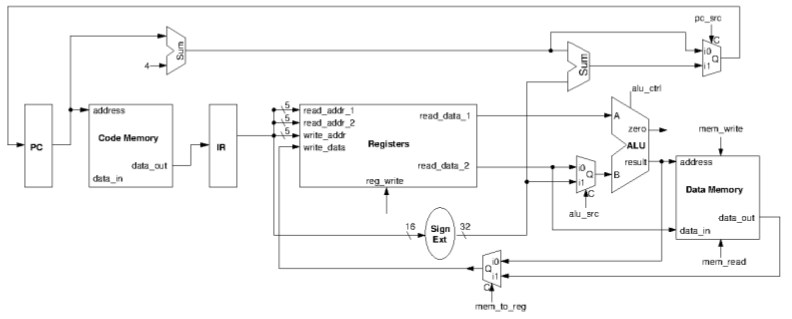 pc_src
C
Sum
i0
Q
i1
4
Sum
alu_ctrl
5
address
read_addr_1
5
read_addr_2
read_data_1
A
zero
mem_write
PC
Code Memory
IR
5
write_addr
Registers
ALU
write_data
data_out
read_data_2
i0
Q
B
result
address
i1
data_in
reg_write
C
Data Memory
alu_src
16
Sign
Ext
32
data_out
data_in
i0
Q
i1
mem_read
C
mem_to_reg